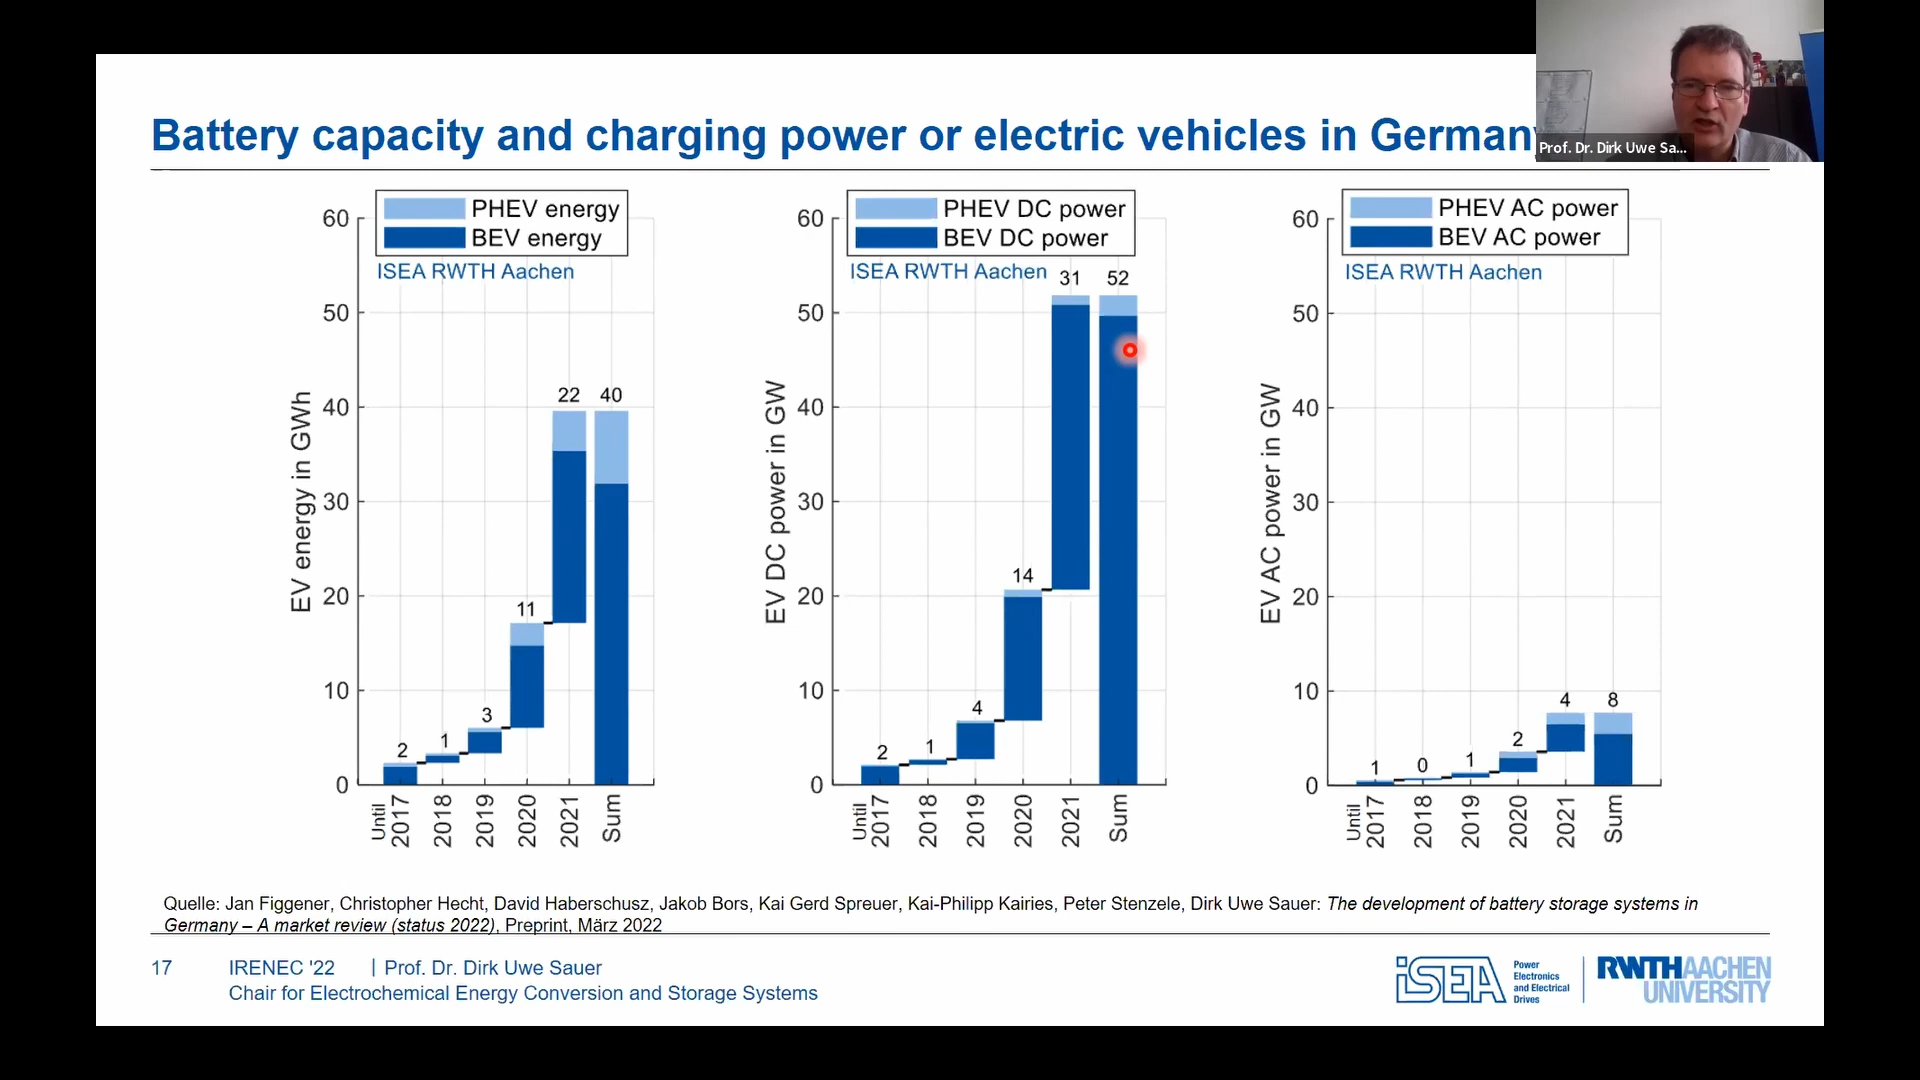 Prof. Dr. Dirk Uwe Sa...
Battery capacity and charging power or electric vehicles in Germany
PHEV energy
BEV energy
ISEA RWTH Aachen
EV energy in GWh
60
50
40
30
20
10
0
2
1
3
11
22
40
Until 2017
2018
2019
2020
2021
Sum
PHEV DC power
BEV DC power
ISEA RWTH Aachen
EV DC power in GW
60
50
40
30
20
10
0
2
1
4
14
31
52
Until 2017
2018
2019
2020
2021
Sum
PHEV AC power
BEV AC power
ISEA RWTH Aachen
EV AC power in GW
60
50
40
30
20
10
0
1
0
1
2
4
8
Until 2017
2018
2019
2020
2021
Sum
Quelle: Jan Figgener, Christopher Hecht, David Haberschusz, Jakob Bors, Kai Gerd Spreuer, Kai-Philipp Kairies, Peter Stenzele, Dirk Uwe Sauer: The development of battery storage systems in
Germany – A market review (status 2022), Preprint, März 2022
17 IRENEC '22 | Prof. Dr. Dirk Uwe Sauer
Chair for Electrochemical Energy Conversion and Storage Systems
iSEA
Power
Electronics
and Electrical
Drives
RWTHAACHEN
UNIVERSITY